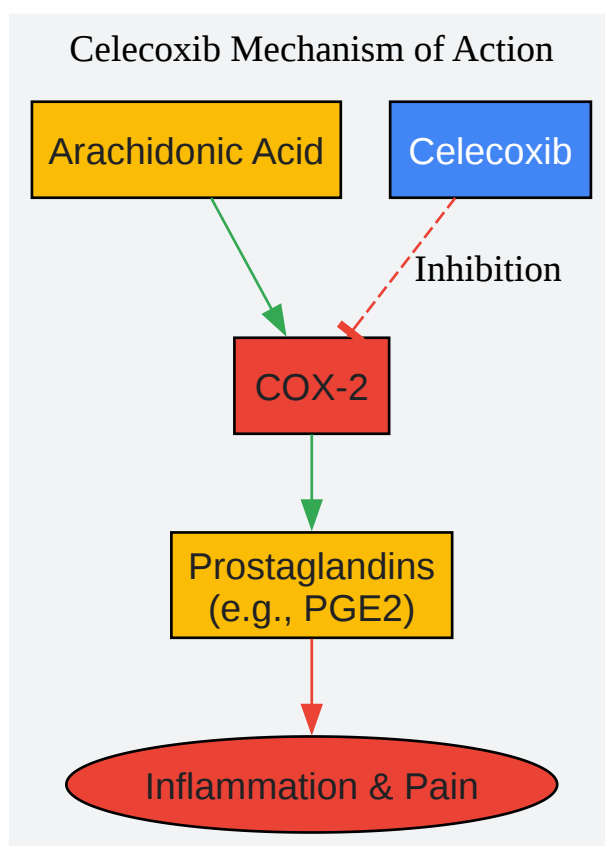 Celecoxib Mechanism of Action
Arachidonic Acid
Celecoxib
Inhibition
COX-2
Prostaglandins
(e.g., PGE2)
Inflammation & Pain